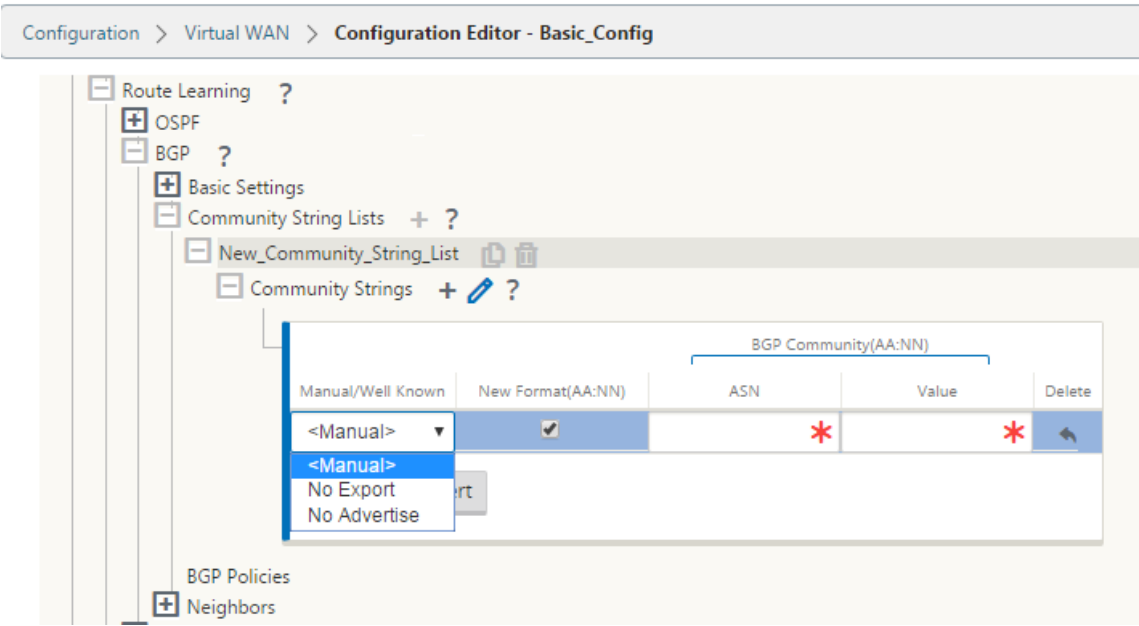 Configuration > Virtual WAN > Configuration Editor - Basic_Config
Route Learning ?
OSPF
BGP ?
Basic Settings
Community String Lists + ?
New_Community_String_List
Community Strings + ?
BGP Community(AA:NN)
Manual/Well Known New Format(AA:NN) ASN Value Delete
<Manual>
<Manual>
No Export
No Advertise
BGP Policies
Neighbors